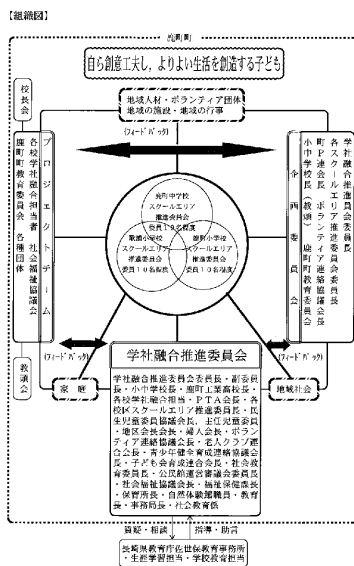 【組織図】
鹿町町
自ら創意工夫し，よりよい生活を創造する子ども
校長会
地域人材・ボランティア団体
地域の施設・地域の行事
（フィードバック）
プロジェクトチーム
各校学社融合担当者 社会福祉協議会
鹿町町教育委員会 各種団体
学社融合推進委員会委員長
各スクールエリア推進委員会委員長
町P連会長 ボランティア連絡協議会長
小中学校長（教頭） 鹿町町教育委員会
企画委員会
鹿町中学校
スクールエリア
推進委員会
委員10名程度
歌浦小学校
スクールエリア
推進委員会
委員10名程度
鹿町小学校
スクールエリア
推進委員会
委員10名程度
教頭会
（フィードバック）
（フィードバック）
家庭
地域社会
学社融合推進委員会
学社融合推進委員会委員長・副委員
長・小中学校長・鹿町工業高校長・
各校学社融合担当・PTA会長・各
校区スクールエリア推進委員長・民
生児童委員協議会長、主任児童委員
・地区会長会長・婦人会長・ボラン
ティア連絡協議会長・老人クラブ連
合会長・青少年健全育成連絡協議会
長・子ども会育成連合会長・社会教
育委員長・公民館運営審議会委員長
・社会福祉協議会長・福祉保健課長
・保育所長・自然体験館職員・教育
長・事務局長・社会教育係
質疑・相談
指導・助言
長崎県教育庁佐世保教育事務所
・生涯学習担当・学校教育担当